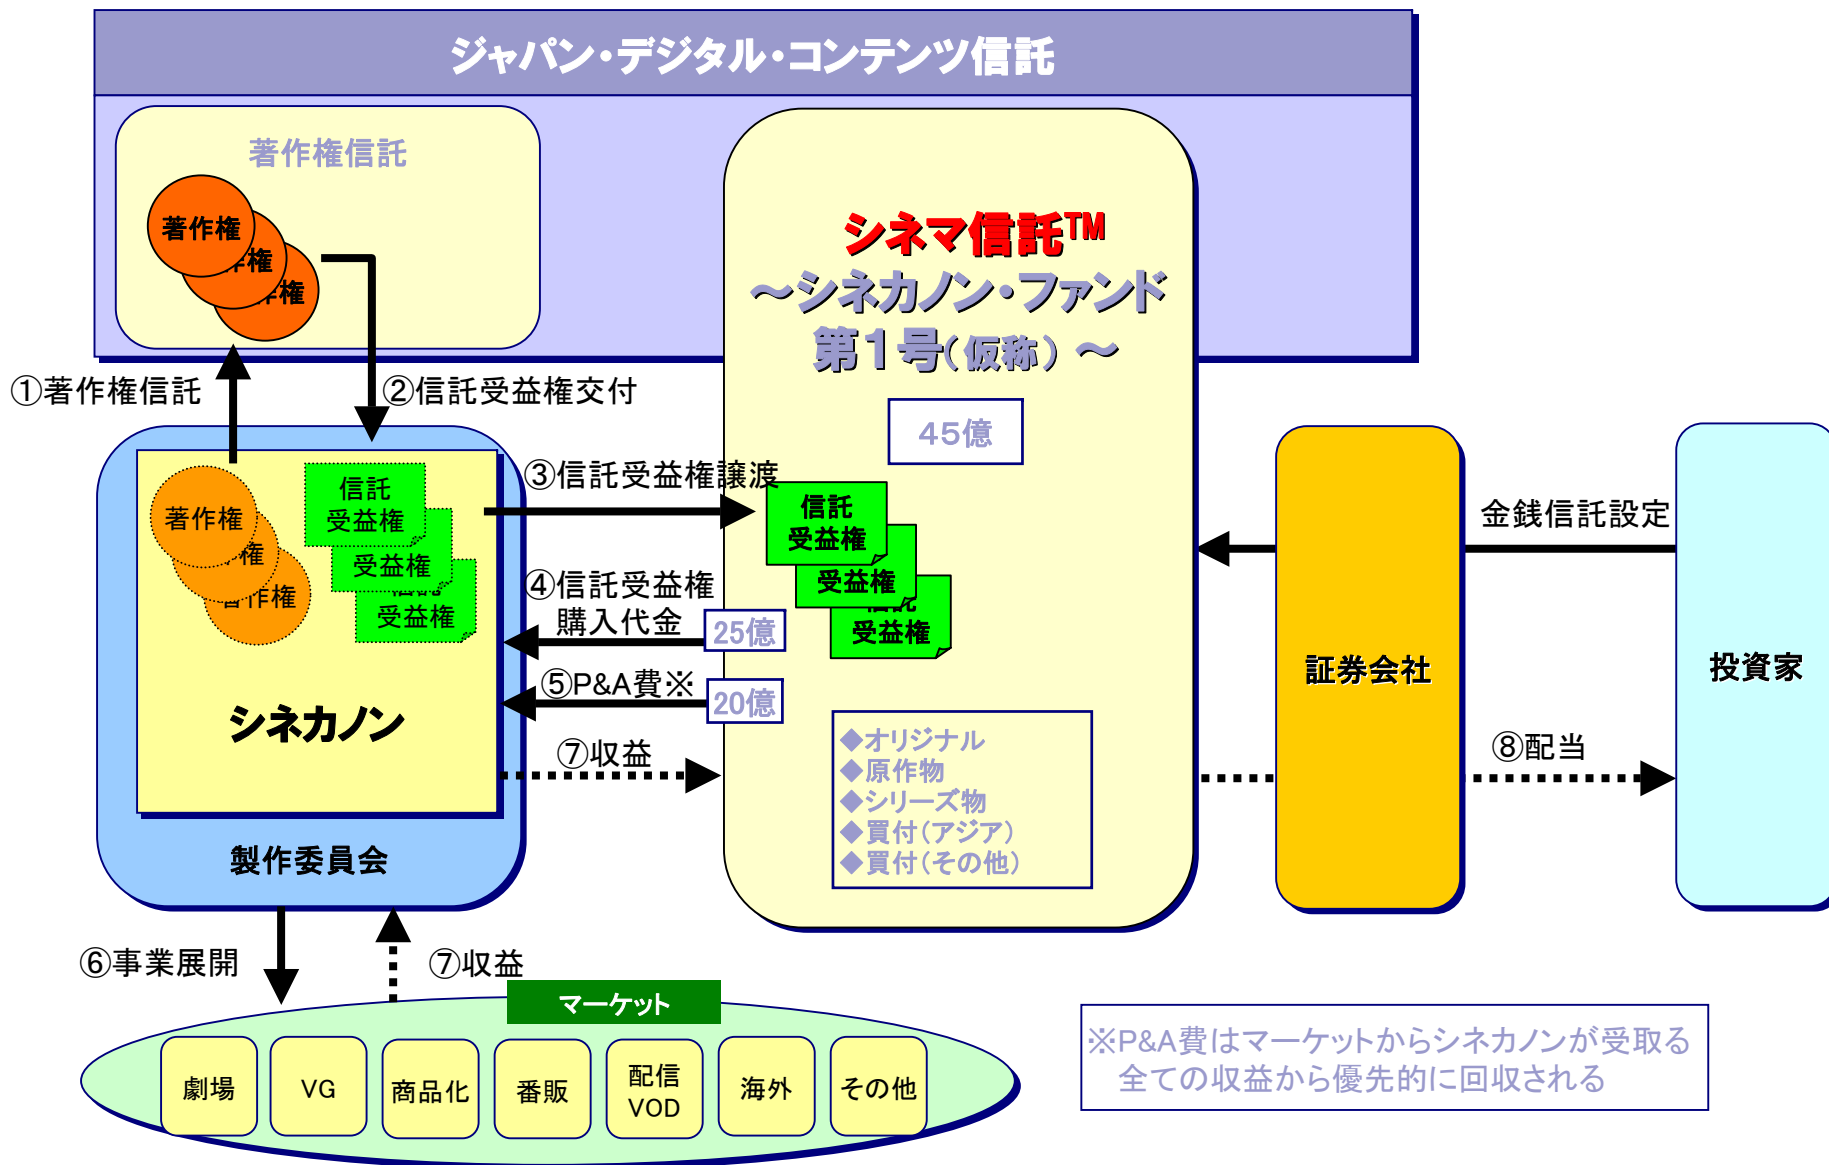 ジャパン・デジタル・コンテンツ信託
著作権信託
著作権
作権
作権
シネマ信託™
～シネカノン・ファンド
第1号(仮称)～
45億
①著作権信託
②信託受益権交付
③信託受益権譲渡
著作権
権
著作権
信託
受益権
受益権
信託
受益権
信託
受益権
受益権
信託
受益権
④信託受益権
購入代金
25億
⑤P&A費※
20億
シネカノン
⑦収益
製作委員会
◆オリジナル
◆原作物
◆シリーズ物
◆買付(アジア)
◆買付(その他)
証券会社
金銭信託設定
⑧配当
投資家
⑥事業展開
⑦収益
マーケット
劇場
VG
商品化
番販
配信
VOD
海外
その他
※P&A費はマーケットからシネカノンが受取る
全ての収益から優先的に回収される